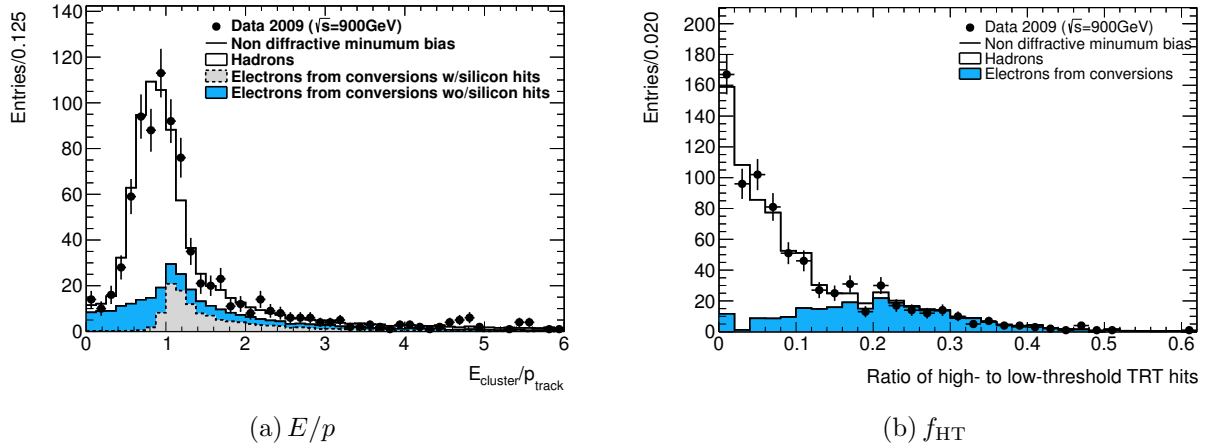 Entries/0.125
140
120
100
80
60
40
20
0
Data 2009 (√s=900GeV)
Non diffractive minumum bias
Hadrons
Electrons from conversions w/silicon hits
Electrons from conversions wo/silicon hits
0 1 2 3 4 5 6
E_cluster/p_track
(a) E/p
Entries/0.020
200
180
160
140
120
100
80
60
40
20
0
Data 2009 (√s=900GeV)
Non diffractive minumum bias
Hadrons
Electrons from conversions
0 0.1 0.2 0.3 0.4 0.5 0.6
Ratio of high- to low-threshold TRT hits
(b) f_HT